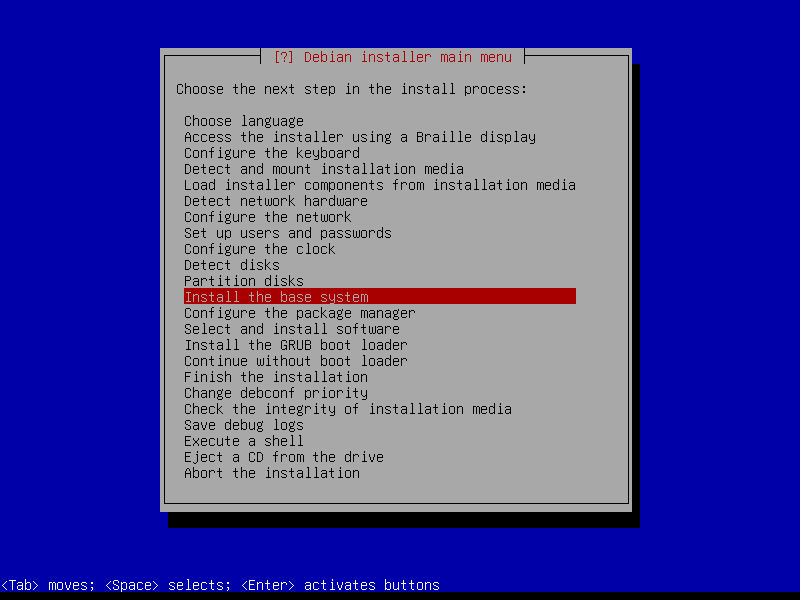 [?] Debian installer main menu
Choose the next step in the install process:
Choose language
Access the installer using a Braille display
Configure the keyboard
Detect and mount installation media
Load installer components from installation media
Detect network hardware
Configure the network
Set up users and passwords
Configure the clock
Detect disks
Partition disks
Install the base system
Configure the package manager
Select and install software
Install the GRUB boot loader
Continue without boot loader
Finish the installation
Change debconf priority
Check the integrity of installation media
Save debug logs
Execute a shell
Eject a CD from the drive
Abort the installation
<Tab> moves; <Space> selects; <Enter> activates buttons